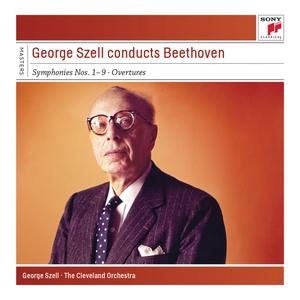 SONY
CLASSICAL
MASTERS
George Szell conducts Beethoven
Symphonies Nos. 1–9 · Overtures
George Szell · The Cleveland Orchestra